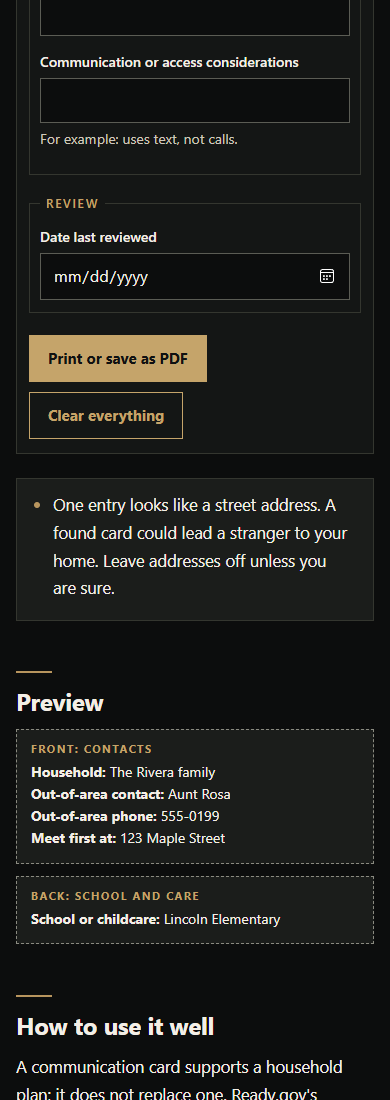 Communication or access considerations
For example: uses text, not calls.
REVIEW
Date last reviewed
mm/dd/yyyy
Print or save as PDF
Clear everything
• One entry looks like a street address. A
found card could lead a stranger to your
home. Leave addresses off unless you
are sure.
Preview
FRONT: CONTACTS
Household: The Rivera family
Out-of-area contact: Aunt Rosa
Out-of-area phone: 555-0199
Meet first at: 123 Maple Street
BACK: SCHOOL AND CARE
School or childcare: Lincoln Elementary
How to use it well
A communication card supports a household
plan; it does not replace one. Ready.gov's